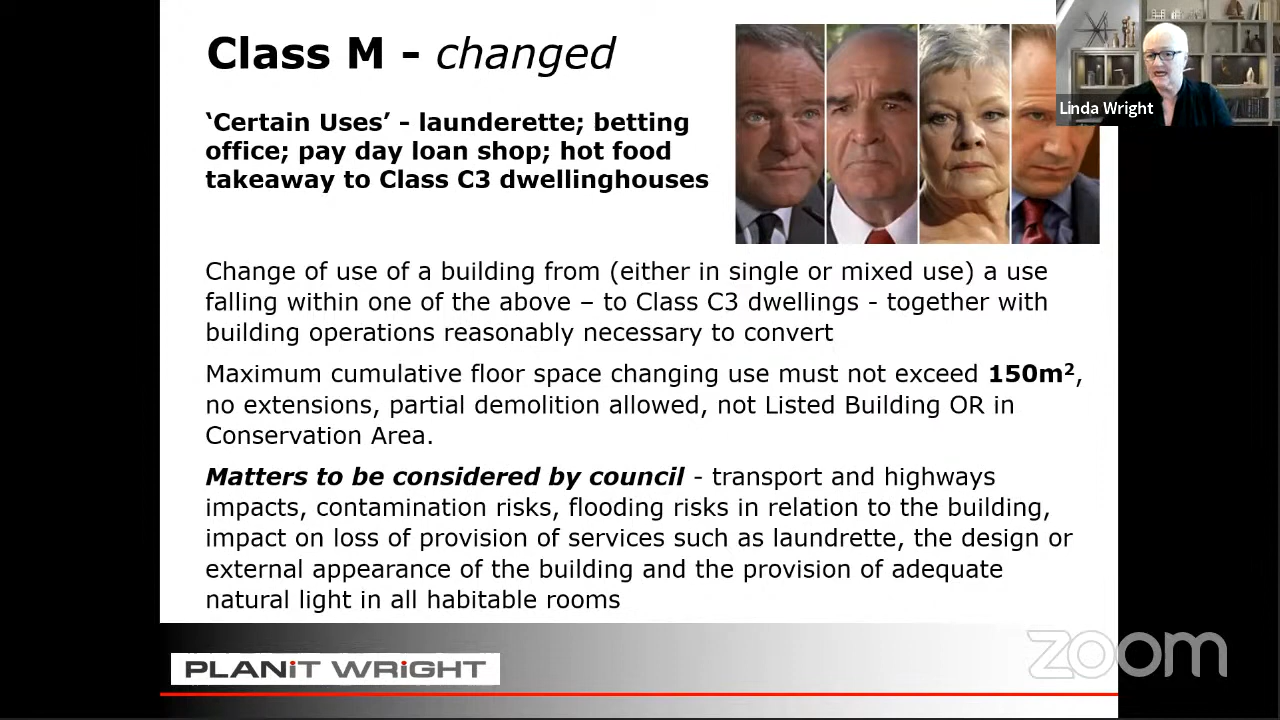 Class M – changed
Linda Wright
‘Certain Uses’ - launderette; betting
office; pay day loan shop; hot food
takeaway to Class C3 dwellinghouses
Change of use of a building from (either in single or mixed use) a use
falling within one of the above – to Class C3 dwellings - together with
building operations reasonably necessary to convert
Maximum cumulative floor space changing use must not exceed 150m²,
no extensions, partial demolition allowed, not Listed Building OR in
Conservation Area.
Matters to be considered by council - transport and highways
impacts, contamination risks, flooding risks in relation to the building,
impact on loss of provision of services such as laundrette, the design or
external appearance of the building and the provision of adequate
natural light in all habitable rooms
PLANiT WRiGHT
zoom